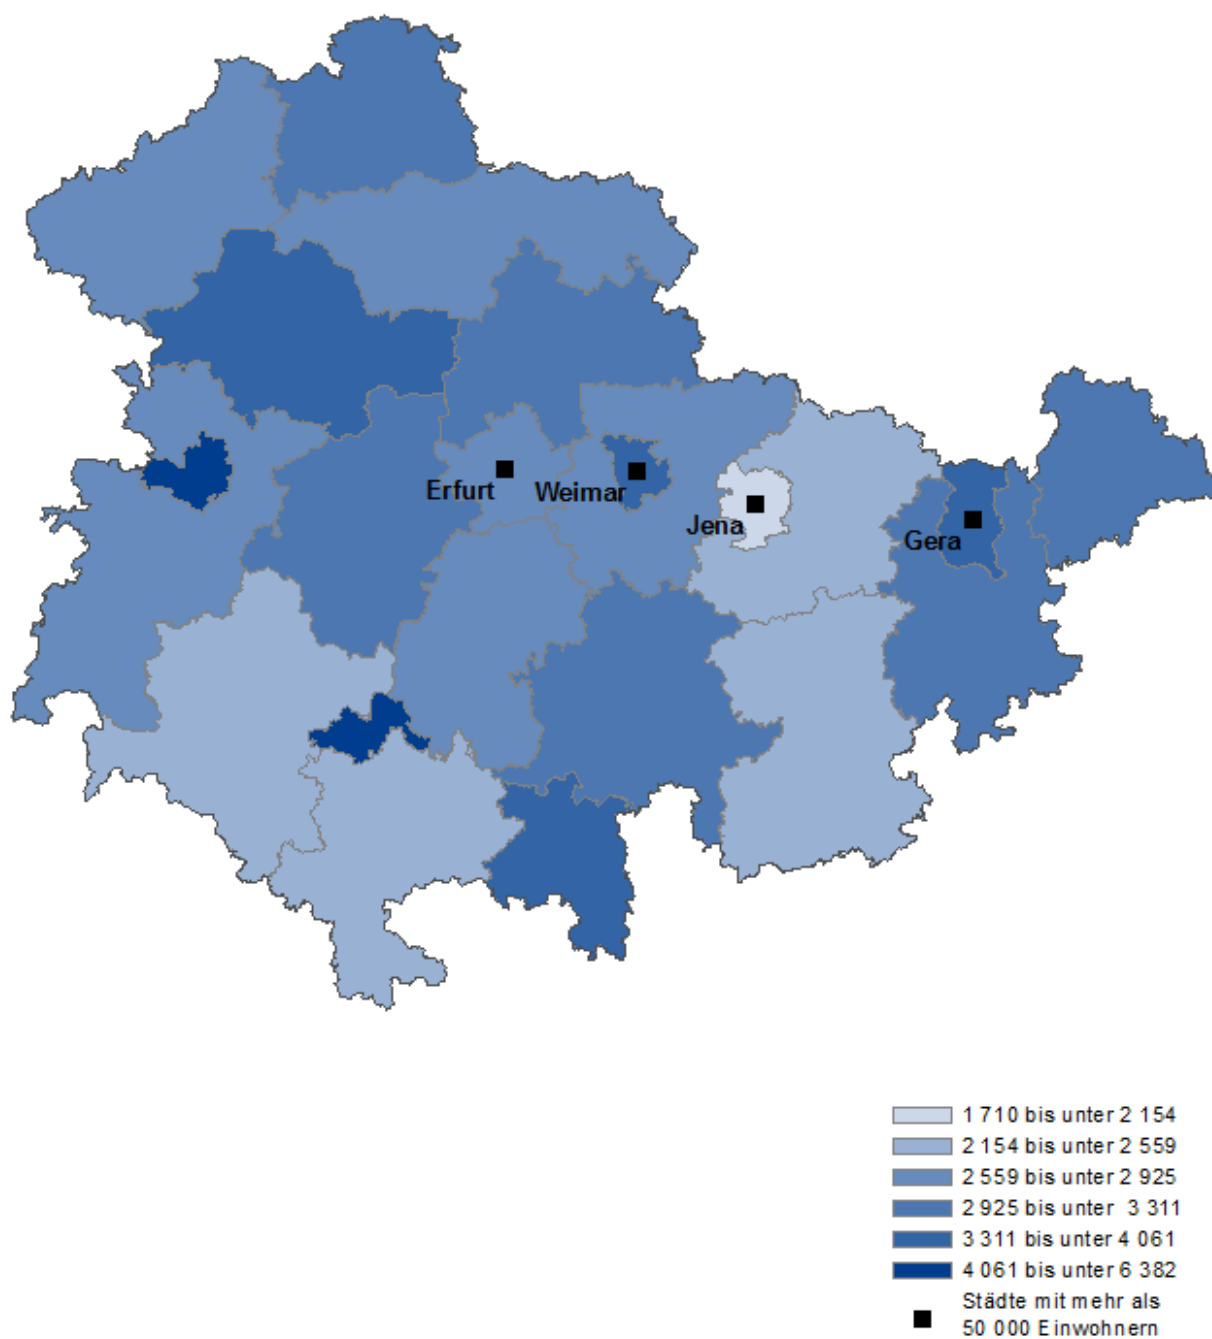 Erfurt
Weimar
Jena
Gera
1 710 bis unter 2 154
2 154 bis unter 2 559
2 559 bis unter 2 925
2 925 bis unter 3 311
3 311 bis unter 4 061
4 061 bis unter 6 382
Städte mit mehr als
50 000 Einwohnern